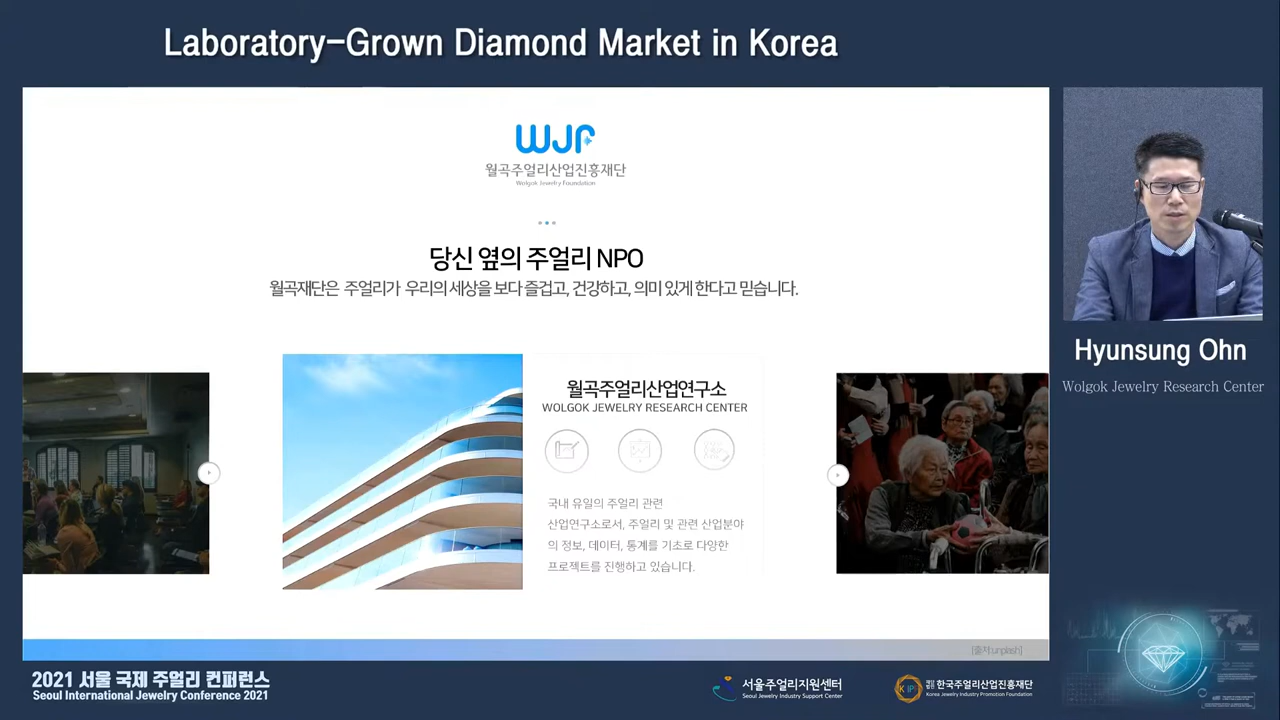 Laboratory-Grown Diamond Market in Korea
WJF
월곡주얼리산업진흥재단
Wolgok Jewelry Foundation
당신 옆의 주얼리 NPO
월곡재단은 주얼리가 우리의 세상을 보다 즐겁고, 건강하고, 의미 있게 한다고 믿습니다.
월곡주얼리산업연구소
WOLGOK JEWELRY RESEARCH CENTER
국내 유일의 주얼리 관련
산업연구소로서, 주얼리 및 관련 산업분야
의 정보, 데이터, 통계를 기초로 다양한
프로젝트를 진행하고 있습니다.
[출처:unplash]
Hyunsung Ohn
Wolgok Jewelry Research Center
2021 서울 국제 주얼리 컨퍼런스
Seoul International Jewelry Conference 2021
서울주얼리지원센터
Seoul Jewelry Industry Support Center
재단법인 한국주얼리산업진흥재단
Korea Jewelry Industry Promotion Foundation